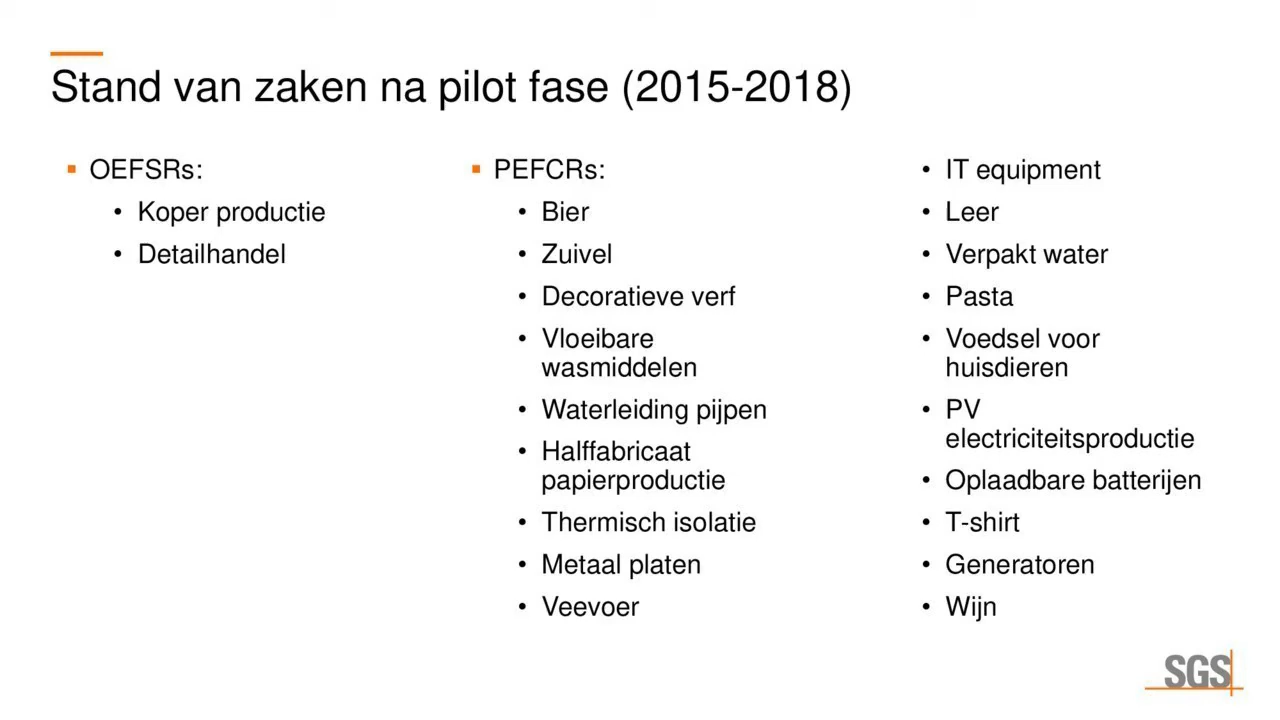 Stand van zaken na pilot fase (2015-2018)
▪ OEFSRs:
• Koper productie
• Detailhandel
▪ PEFCRs:
• Bier
• Zuivel
• Decoratieve verf
• Vloeibare
wasmiddelen
• Waterleiding pijpen
• Halffabricaat
papierproductie
• Thermisch isolatie
• Metaal platen
• Veevoer
• IT equipment
• Leer
• Verpakt water
• Pasta
• Voedsel voor
huisdieren
• PV
electriciteitsproductie
• Oplaadbare batterijen
• T-shirt
• Generatoren
• Wijn
SGS